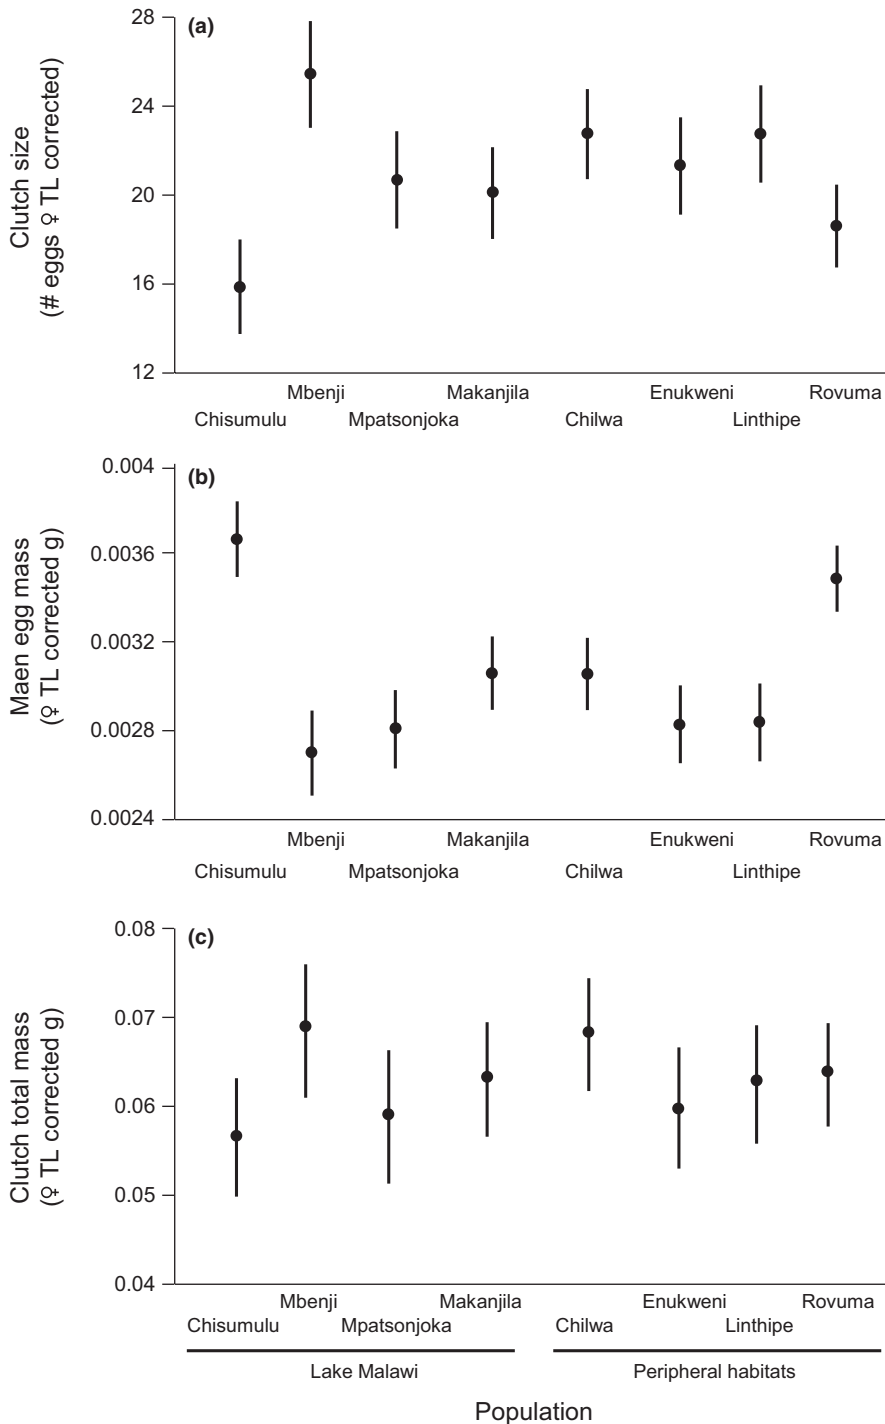 (a)
Clutch size
(# eggs ♀ TL corrected)
28
24
20
16
12
Mbenji Makanjila Enukweni Rovuma
Chisumulu Mpatsonjoka Chilwa Linthipe
(b)
Maen egg mass
(♀ TL corrected g)
0.004
0.0036
0.0032
0.0028
0.0024
Mbenji Makanjila Enukweni Rovuma
Chisumulu Mpatsonjoka Chilwa Linthipe
(c)
Clutch total mass
(♀ TL corrected g)
0.08
0.07
0.06
0.05
0.04
Mbenji Makanjila Enukweni Rovuma
Chisumulu Mpatsonjoka Chilwa Linthipe
Lake Malawi Peripheral habitats
Population